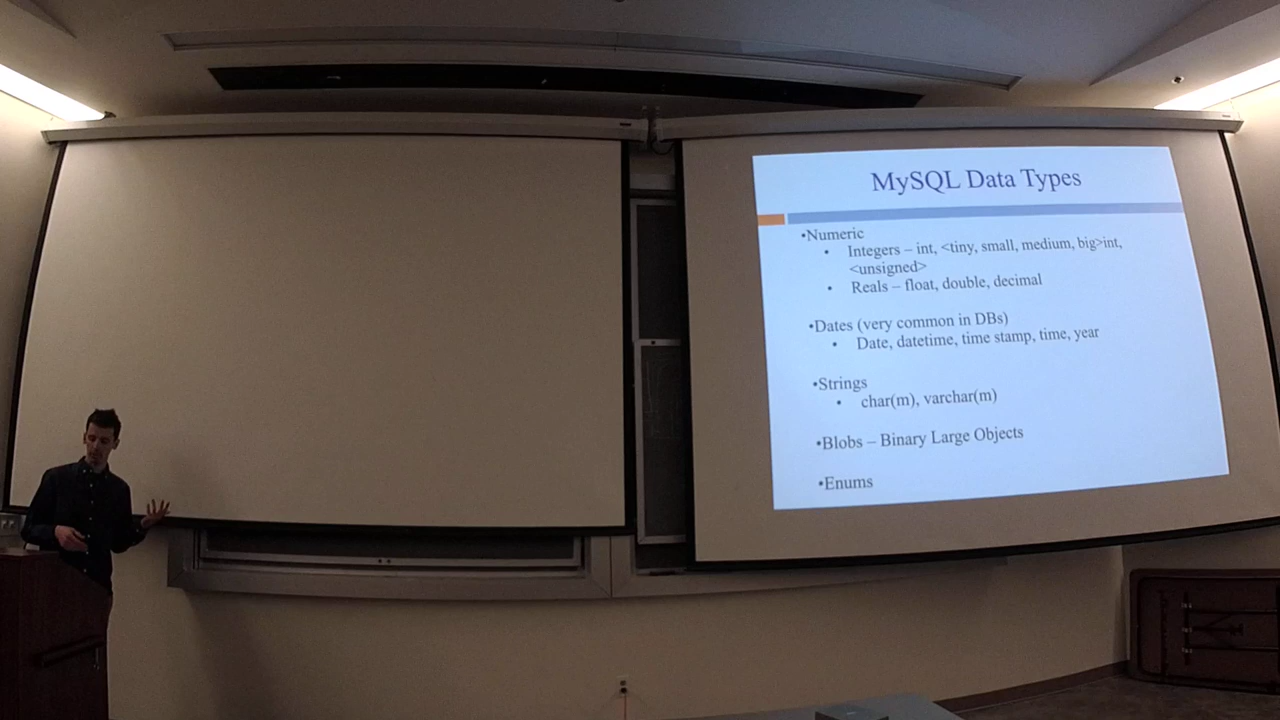 MySQL Data Types
•Numeric
• Integers – int, <tiny, small, medium, big>int,
<unsigned>
• Reals – float, double, decimal
•Dates (very common in DBs)
• Date, datetime, time stamp, time, year
•Strings
• char(m), varchar(m)
•Blobs – Binary Large Objects
•Enums